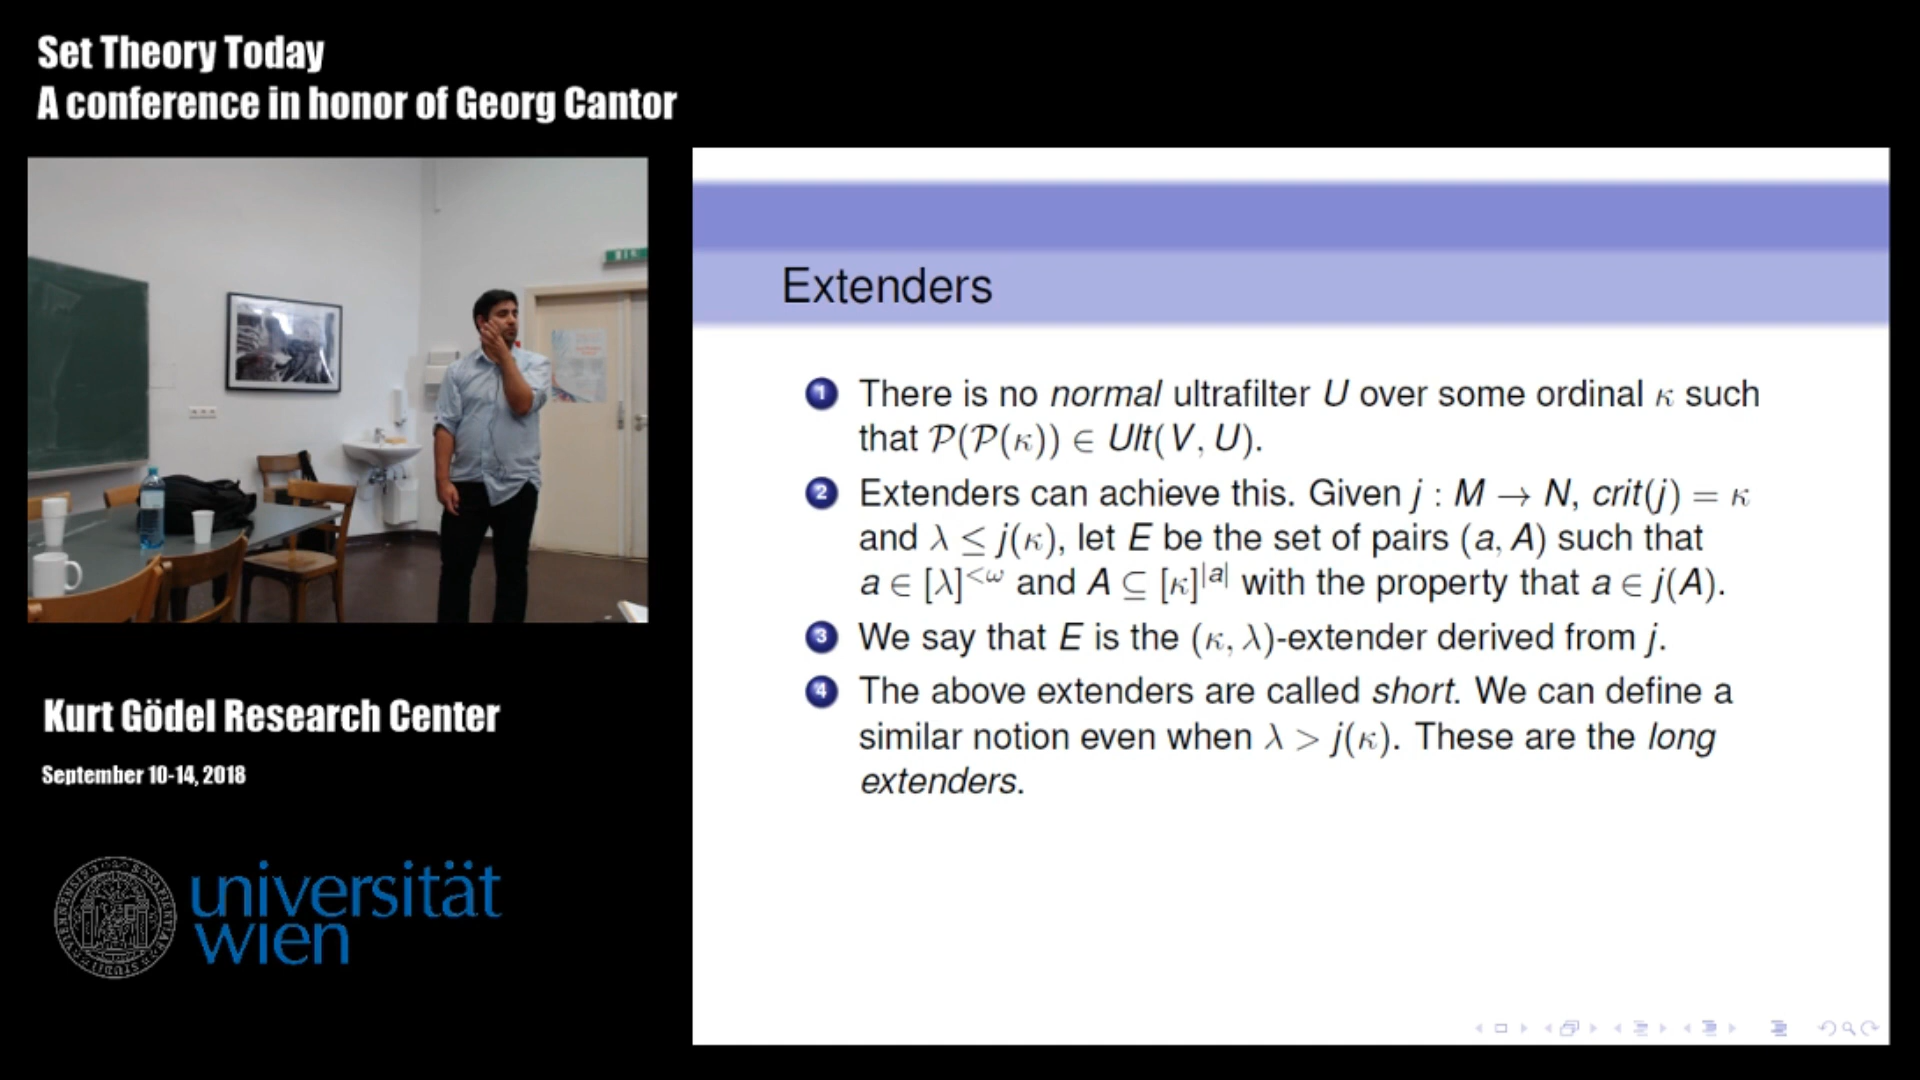 Set Theory Today
A conference in honor of Georg Cantor
Extenders
1 There is no normal ultrafilter U over some ordinal κ such
that 𝒫(𝒫(κ)) ∈ Ult(V, U).
2 Extenders can achieve this. Given j : M → N, crit(j) = κ
and λ ≤ j(κ), let E be the set of pairs (a, A) such that
a ∈ [λ]^{<ω} and A ⊆ [κ]^{|a|} with the property that a ∈ j(A).
3 We say that E is the (κ, λ)-extender derived from j.
4 The above extenders are called short. We can define a
similar notion even when λ > j(κ). These are the long
extenders.
Kurt Gödel Research Center
September 10-14, 2018
universität
wien